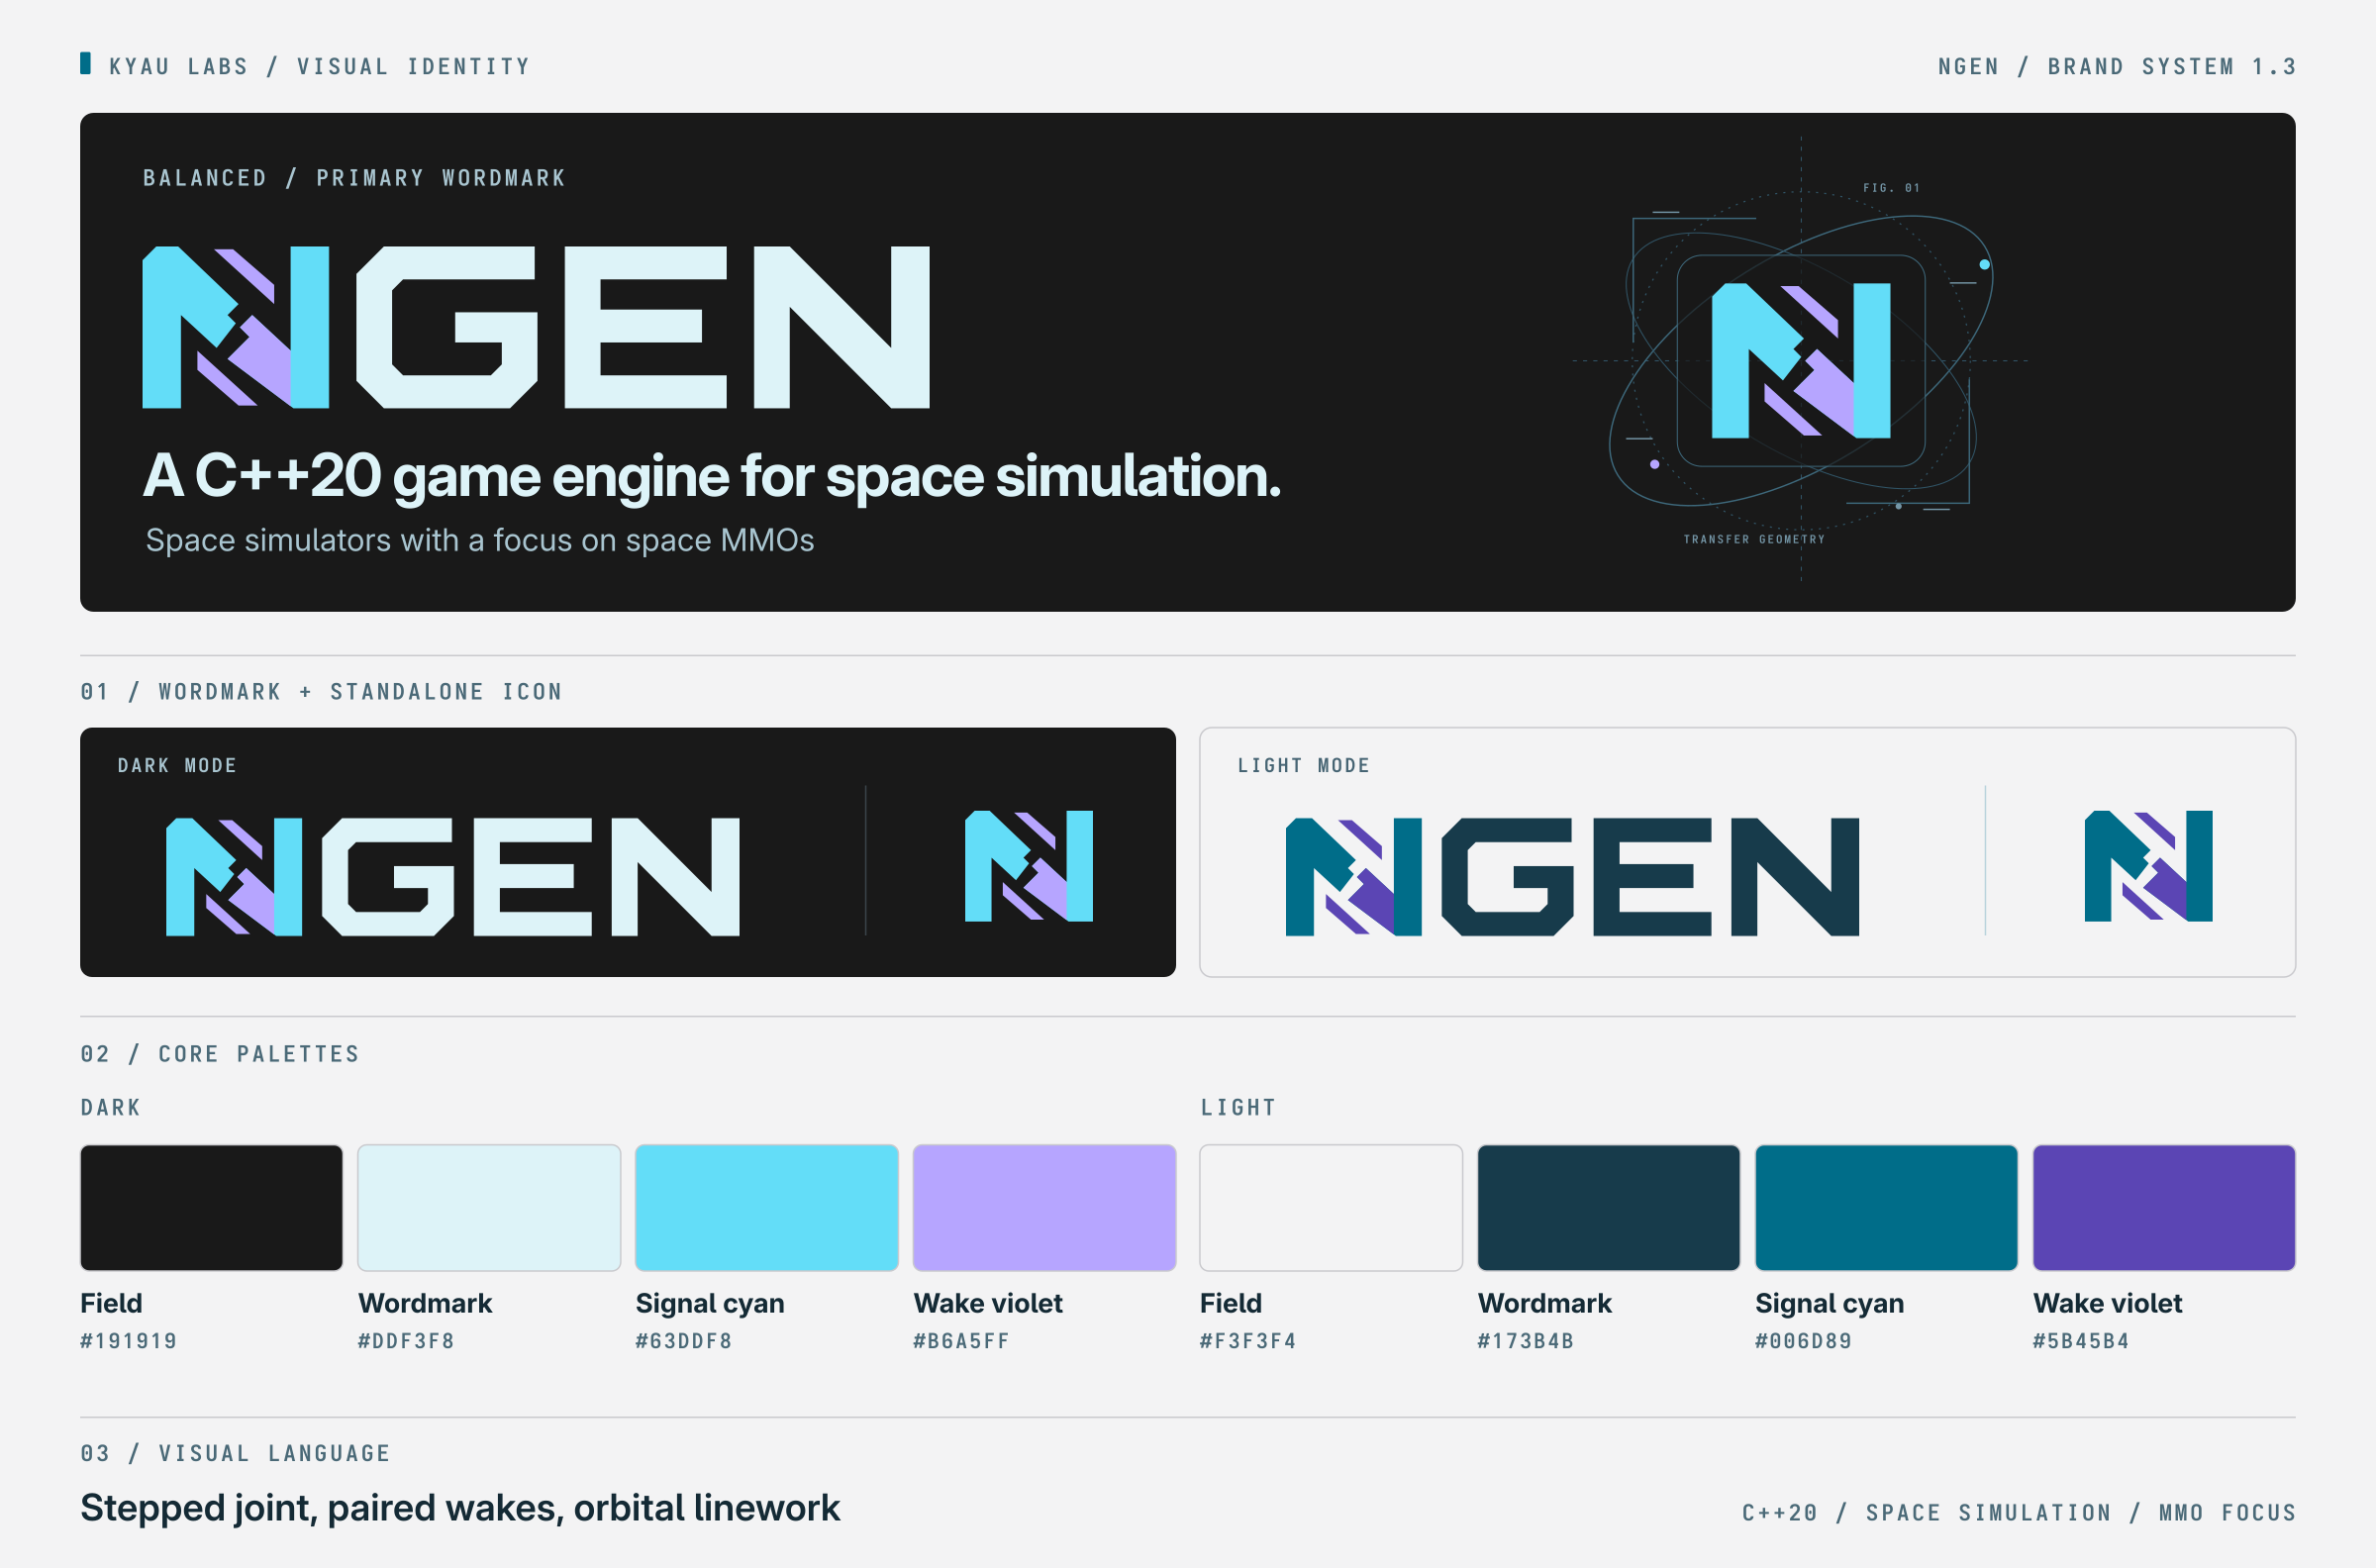 KYAU LABS / VISUAL IDENTITY
NGEN / BRAND SYSTEM 1.3
BALANCED / PRIMARY WORDMARK
NGEN
A C++20 game engine for space simulation.
Space simulators with a focus on space MMOs
FIG. 01
N
TRANSFER GEOMETRY
01 / WORDMARK + STANDALONE ICON
DARK MODE
NGEN
N
LIGHT MODE
NGEN
N
02 / CORE PALETTES
DARK
Field
#191919
Wordmark
#DDF3F8
Signal cyan
#63DDF8
Wake violet
#B6A5FF
LIGHT
Field
#F3F3F4
Wordmark
#173B4B
Signal cyan
#006D89
Wake violet
#5B45B4
03 / VISUAL LANGUAGE
Stepped joint, paired wakes, orbital linework
C++20 / SPACE SIMULATION / MMO FOCUS